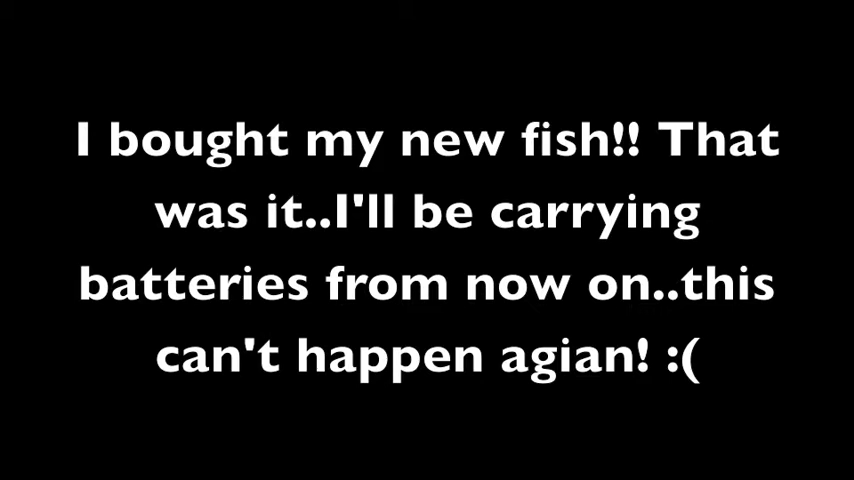 I bought my new fish!! That
was it..I'll be carrying
batteries from now on..this
can't happen agian! :(